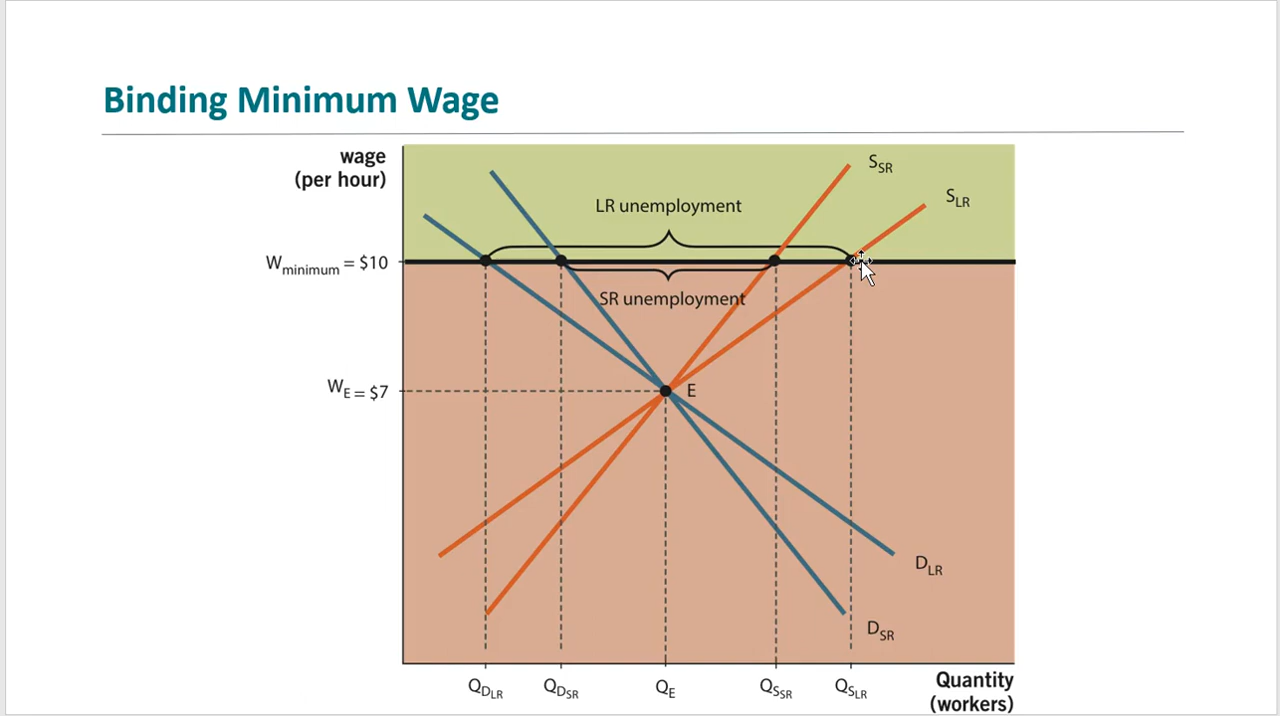 Binding Minimum Wage
wage
(per hour)
S_SR
S_LR
LR unemployment
W_minimum = $10
SR unemployment
W_E = $7
E
D_LR
D_SR
Q_D_LR
Q_D_SR
Q_E
Q_S_SR
Q_S_LR
Quantity
(workers)